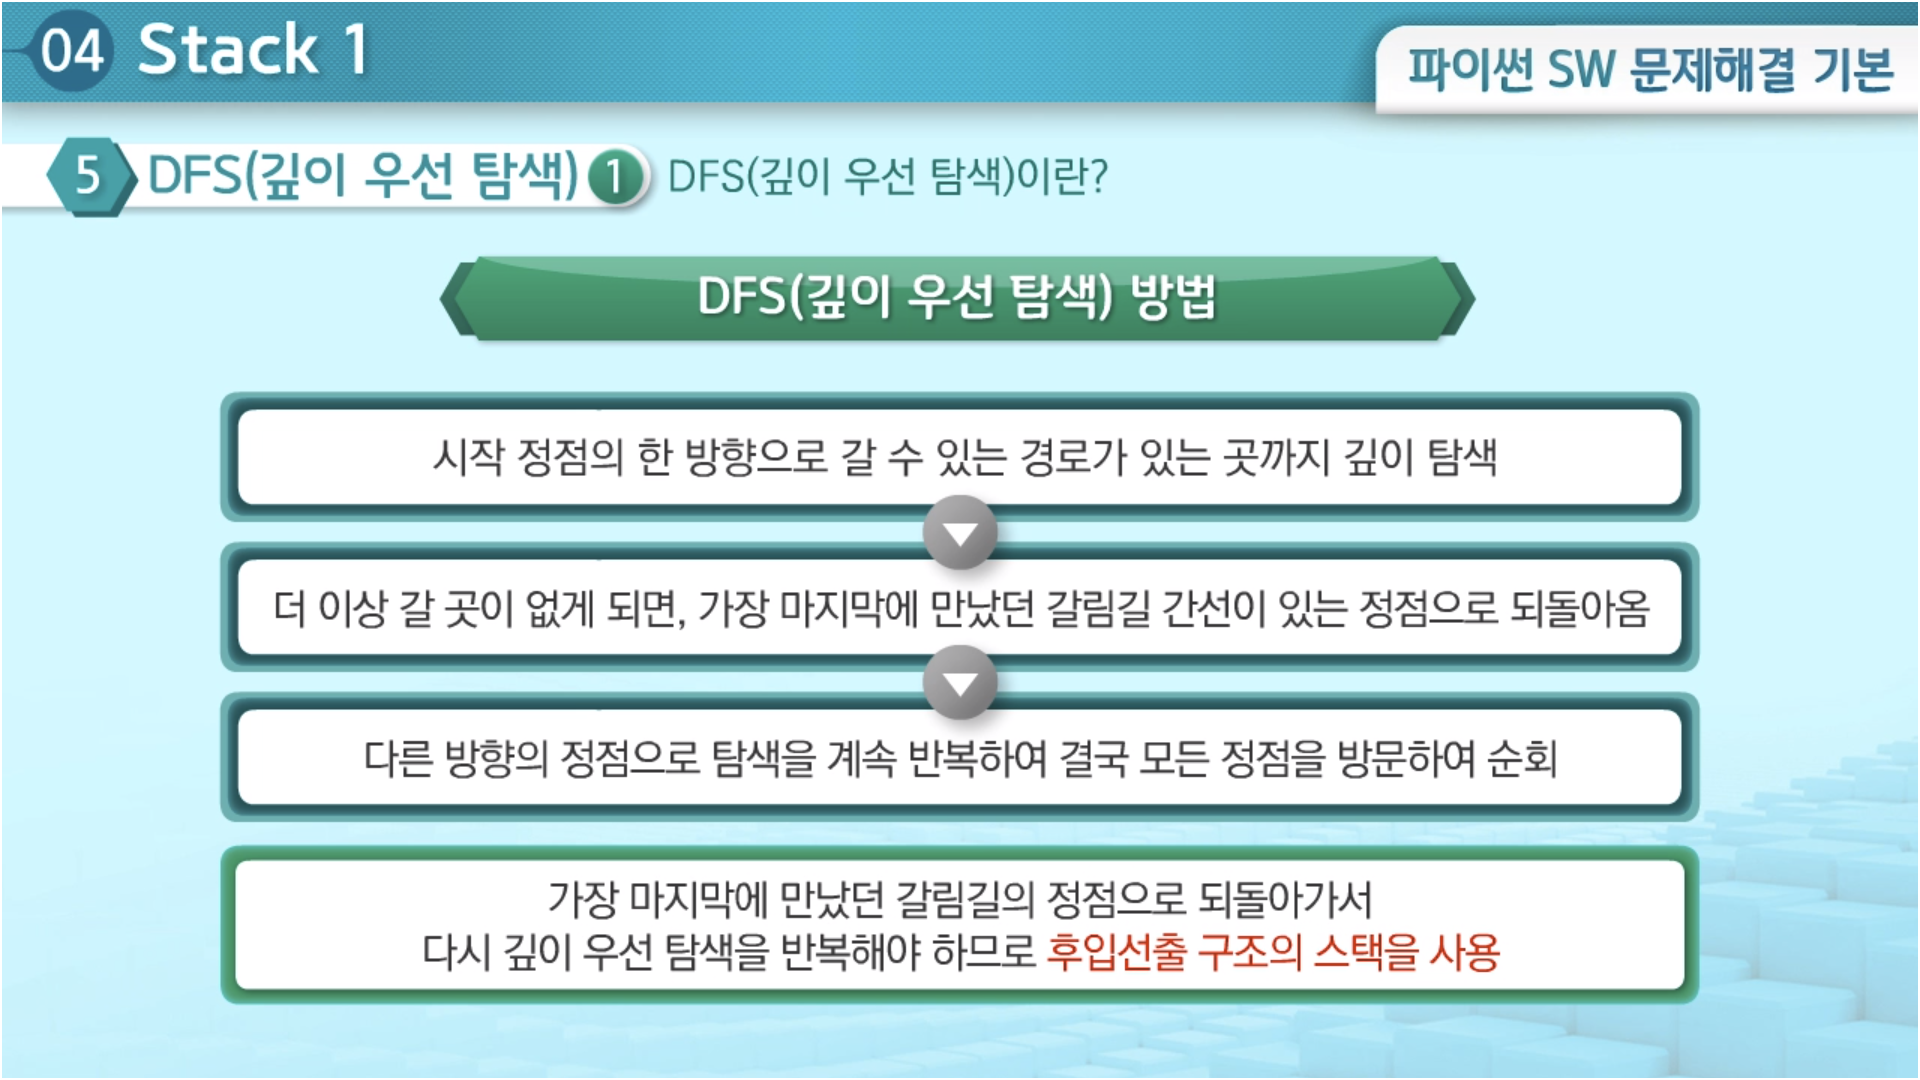 04 Stack 1
파이썬 SW 문제해결 기본
5 DFS(깊이 우선 탐색) 1 DFS(깊이 우선 탐색)이란?
DFS(깊이 우선 탐색) 방법
시작 정점의 한 방향으로 갈 수 있는 경로가 있는 곳까지 깊이 탐색
더 이상 갈 곳이 없게 되면, 가장 마지막에 만났던 갈림길 간선이 있는 정점으로 되돌아옴
다른 방향의 정점으로 탐색을 계속 반복하여 결국 모든 정점을 방문하여 순회
가장 마지막에 만났던 갈림길의 정점으로 되돌아가서
다시 깊이 우선 탐색을 반복해야 하므로 후입선출 구조의 스택을 사용